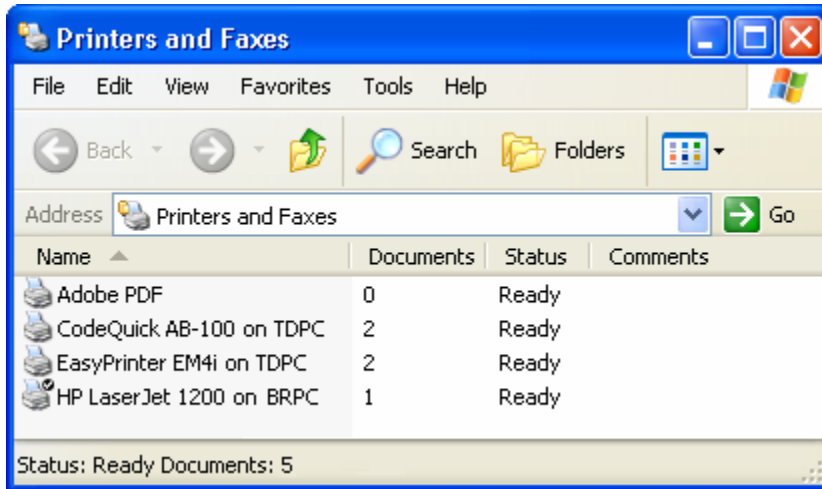 Printers and Faxes
File Edit View Favorites Tools Help
Back Search Folders
Address Printers and Faxes Go
Name Documents Status Comments
Adobe PDF 0 Ready
CodeQuick AB-100 on TDPC 2 Ready
EasyPrinter EM4i on TDPC 2 Ready
HP LaserJet 1200 on BRPC 1 Ready
Status: Ready Documents: 5